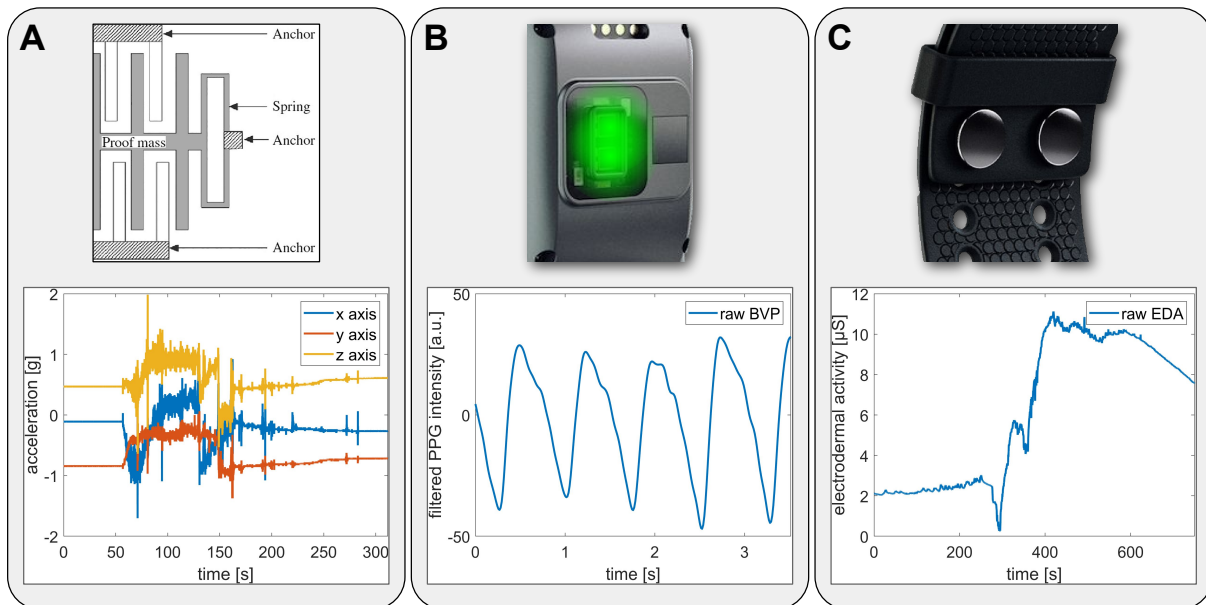 A
Anchor
Spring
Proof mass
Anchor
Anchor
2
1
0
-1
-2
acceleration [g]
x axis
y axis
z axis
0
50
100
150
200
250
300
time [s]
B
50
0
-50
filtered PPG intensity [a.u.]
raw BVP
0
1
2
3
time [s]
C
12
10
8
6
4
2
0
electrodermal activity [µS]
raw EDA
0
200
400
600
time [s]